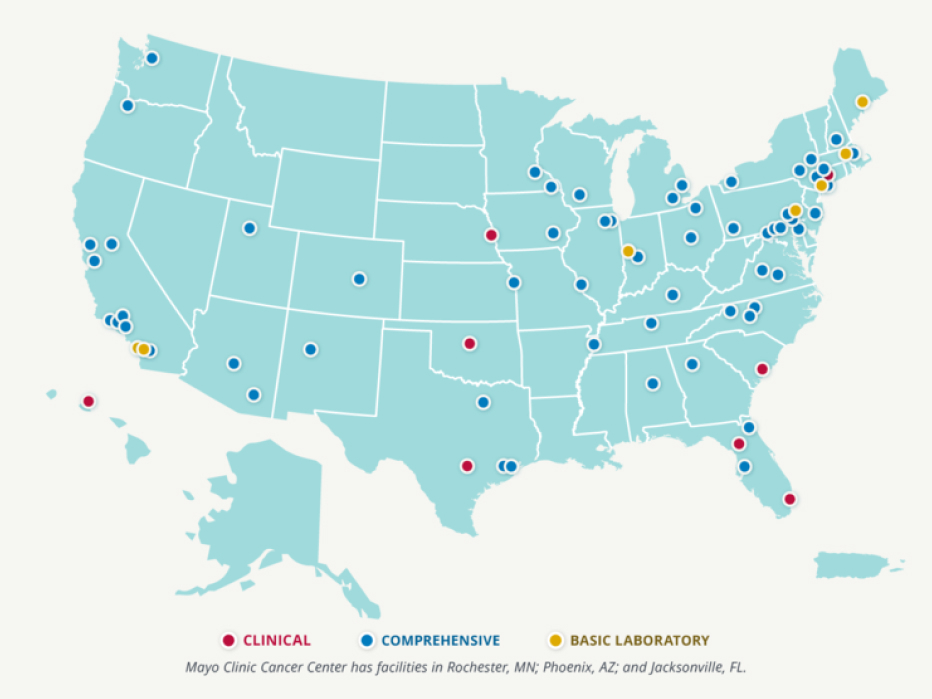 CLINICAL COMPREHENSIVE BASIC LABORATORY
Mayo Clinic Cancer Center has facilities in Rochester, MN; Phoenix, AZ; and Jacksonville, FL.